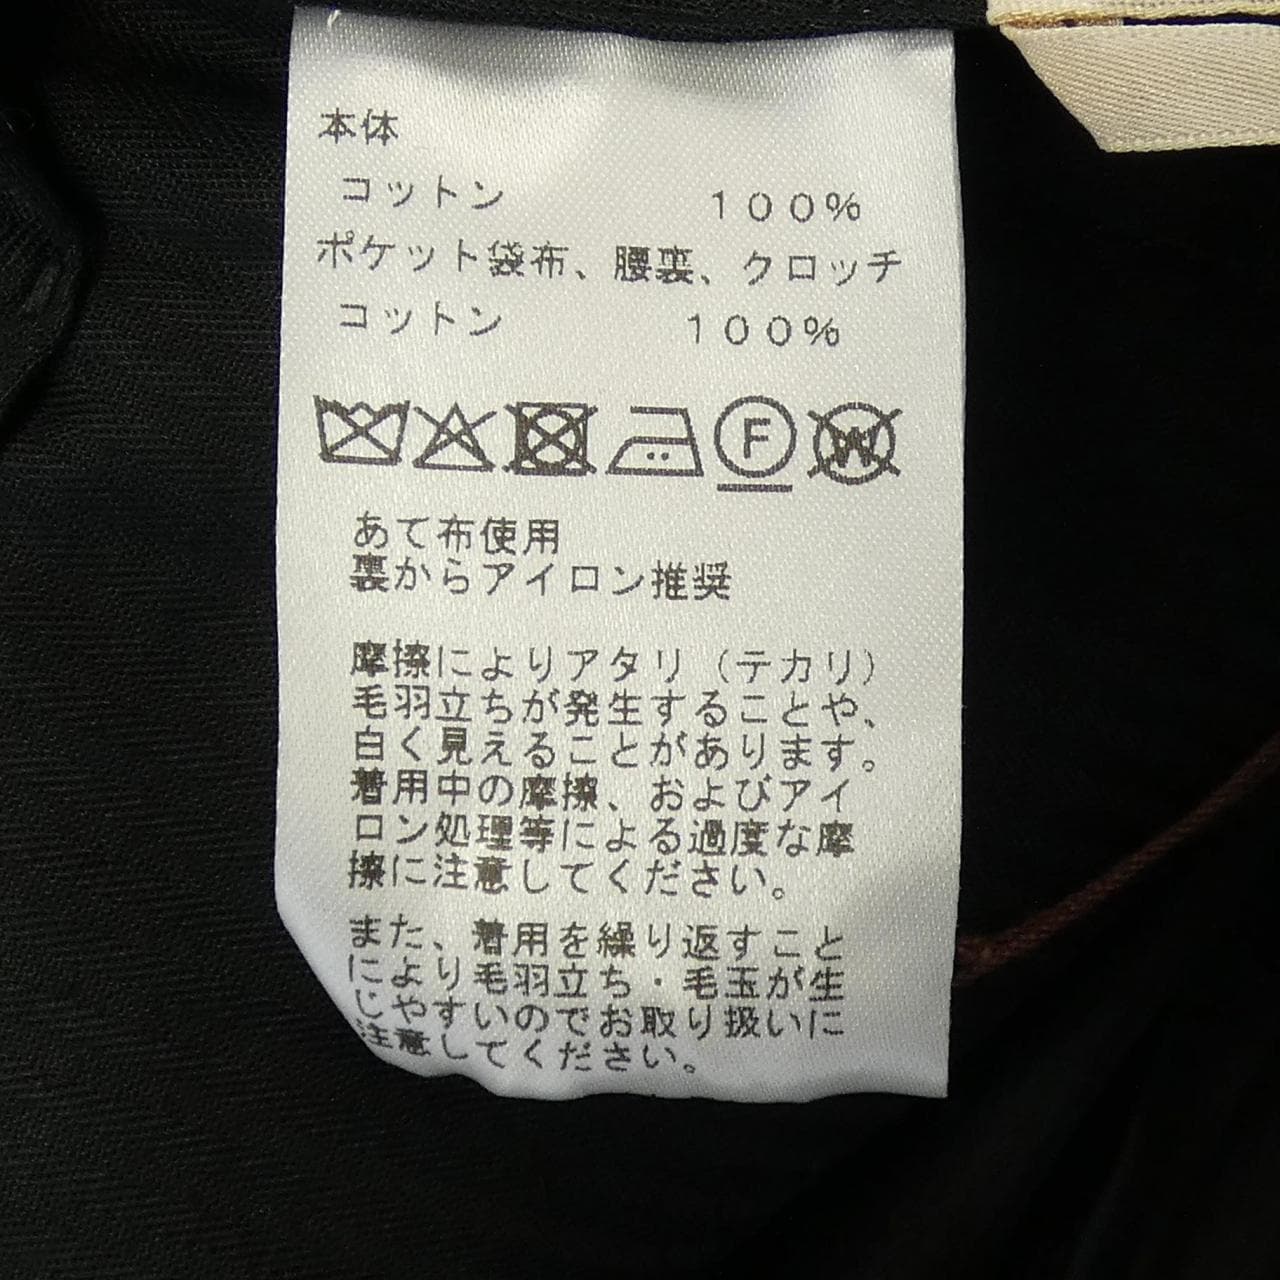 本体
コットン 100%
ポケット袋布、腰裏、クロッチ
コットン 100%
F W
あて布使用
裏からアイロン推奨
摩擦によりアタリ(テカリ)
毛羽立ちが発生することや、
白く見えることがあります。
着用中の摩擦、およびアイ
ロン処理等による過度な摩
擦に注意してください。
また、着用を繰り返すこと
により毛羽立ち・毛玉が生
じやすいのでお取り扱いに
注意してください。